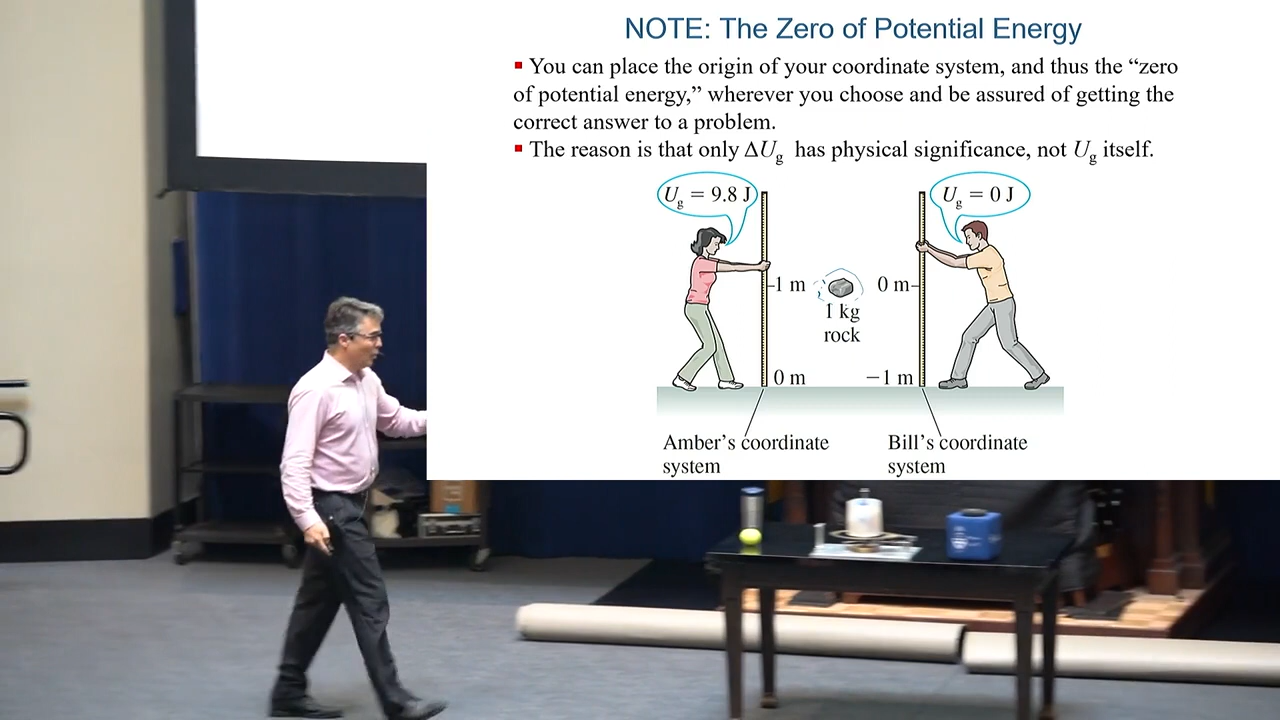 NOTE: The Zero of Potential Energy
▪ You can place the origin of your coordinate system, and thus the “zero
of potential energy,” wherever you choose and be assured of getting the
correct answer to a problem.
▪ The reason is that only ΔUg has physical significance, not Ug itself.
Ug = 9.8 J
Ug = 0 J
1 m
0 m
1 kg
rock
0 m
−1 m
Amber’s coordinate
system
Bill’s coordinate
system